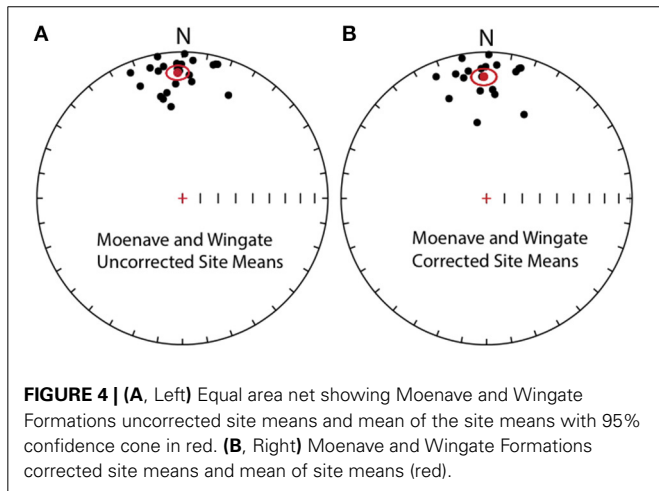 A
N
Moenave and Wingate
Uncorrected Site Means
B
N
Moenave and Wingate
Corrected Site Means
FIGURE 4 | (A, Left) Equal area net showing Moenave and Wingate
Formations uncorrected site means and mean of the site means with 95%
confidence cone in red. (B, Right) Moenave and Wingate Formations
corrected site means and mean of site means (red).